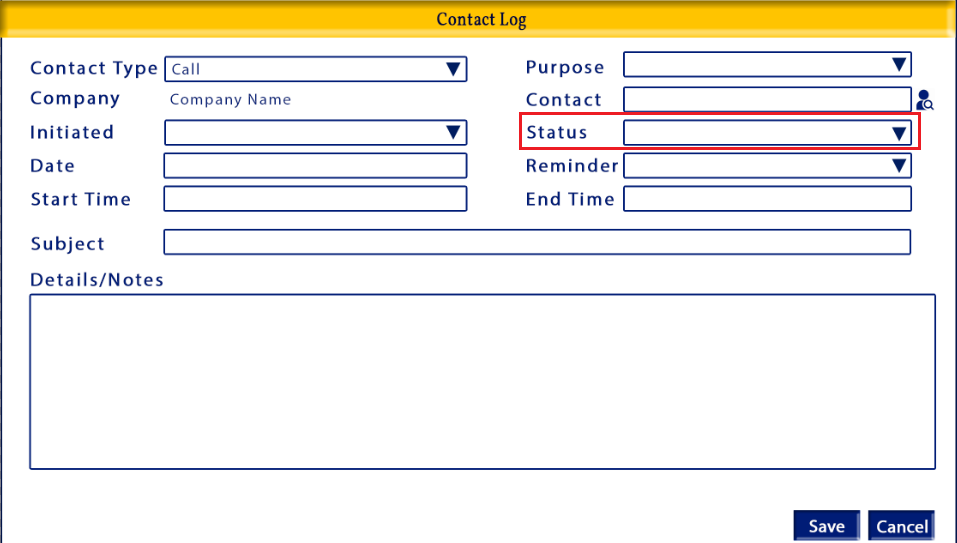 Contact Log
Contact Type Call Purpose
Company Company Name Contact
Initiated Status
Date Reminder
Start Time End Time
Subject
Details/Notes
Save Cancel